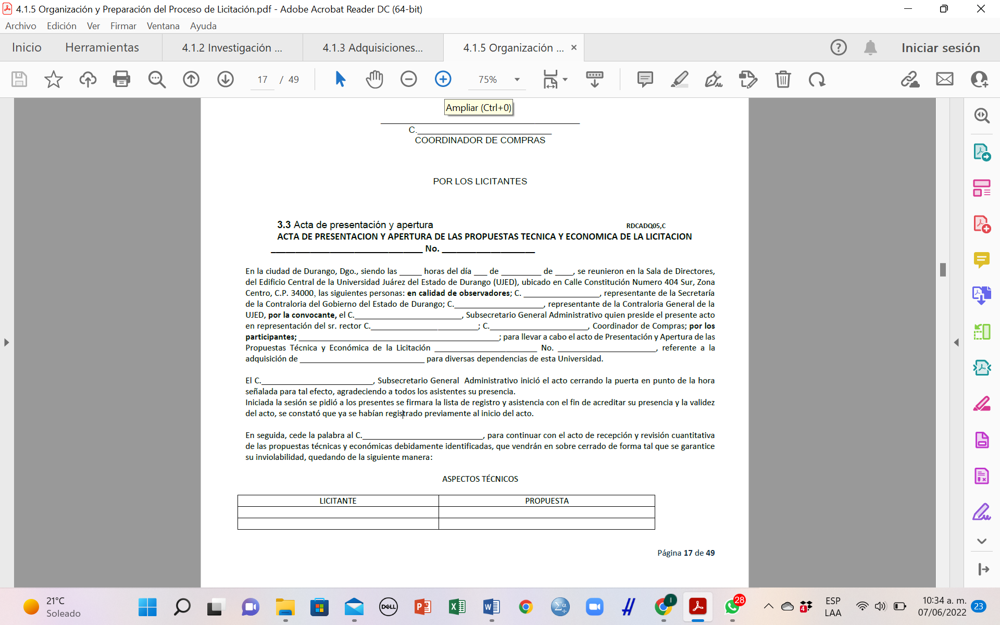 4.1.5 Organización y Preparación del Proceso de Licitación.pdf - Adobe Acrobat Reader DC (64-bit)
Archivo Edición Ver Firmar Ventana Ayuda
Inicio Herramientas 4.1.2 Investigación ... 4.1.3 Adquisiciones... 4.1.5 Organización ... × Iniciar sesión
17 / 49 75%
Ampliar (Ctrl+0)
C.____________________________
COORDINADOR DE COMPRAS
POR LOS LICITANTES
3.3 Acta de presentación y apertura RDCADQ05,C
ACTA DE PRESENTACION Y APERTURA DE LAS PROPUESTAS TECNICA Y ECONOMICA DE LA LICITACION
_______________________________ No. ___________________
En la ciudad de Durango, Dgo., siendo las _____ horas del día ___ de _________ de ____, se reunieron en la Sala de Directores,
del Edificio Central de la Universidad Juárez del Estado de Durango (UJED), ubicado en Calle Constitución Numero 404 Sur, Zona
Centro, C.P. 34000, las siguientes personas: en calidad de observadores; C. _________________, representante de la Secretaría
de la Contraloria del Gobierno del Estado de Durango; C.____________________, representante de la Contraloria General de la
UJED, por la convocante, el C.________________________, Subsecretario General Administrativo quien preside el presente acto
en representación del sr. rector C.________________________; C.______________________, Coordinador de Compras; por los
participantes; _____________________________________________; para llevar a cabo el acto de Presentación y Apertura de las
Propuestas Técnica y Económica de la Licitación _______________________ No. ______________________, referente a la
adquisición de ____________________________ para diversas dependencias de esta Universidad.
El C._________________________, Subsecretario General Administrativo inició el acto cerrando la puerta en punto de la hora
señalada para tal efecto, agradeciendo a todos los asistentes su presencia.
Iniciada la sesión se pidió a los presentes se firmara la lista de registro y asistencia con el fin de acreditar su presencia y la validez
del acto, se constató que ya se habían registrado previamente al inicio del acto.
En seguida, cede la palabra al C.___________________________, para continuar con el acto de recepción y revisión cuantitativa
de las propuestas técnicas y económicas debidamente identificadas, que vendrán en sobre cerrado de forma tal que se garantice
su inviolabilidad, quedando de la siguiente manera:
ASPECTOS TÉCNICOS
LICITANTE PROPUESTA
Página 17 de 49
21°C
Soleado
DELL
28
4
ESP
LAA
10:34 a. m.
07/06/2022
23